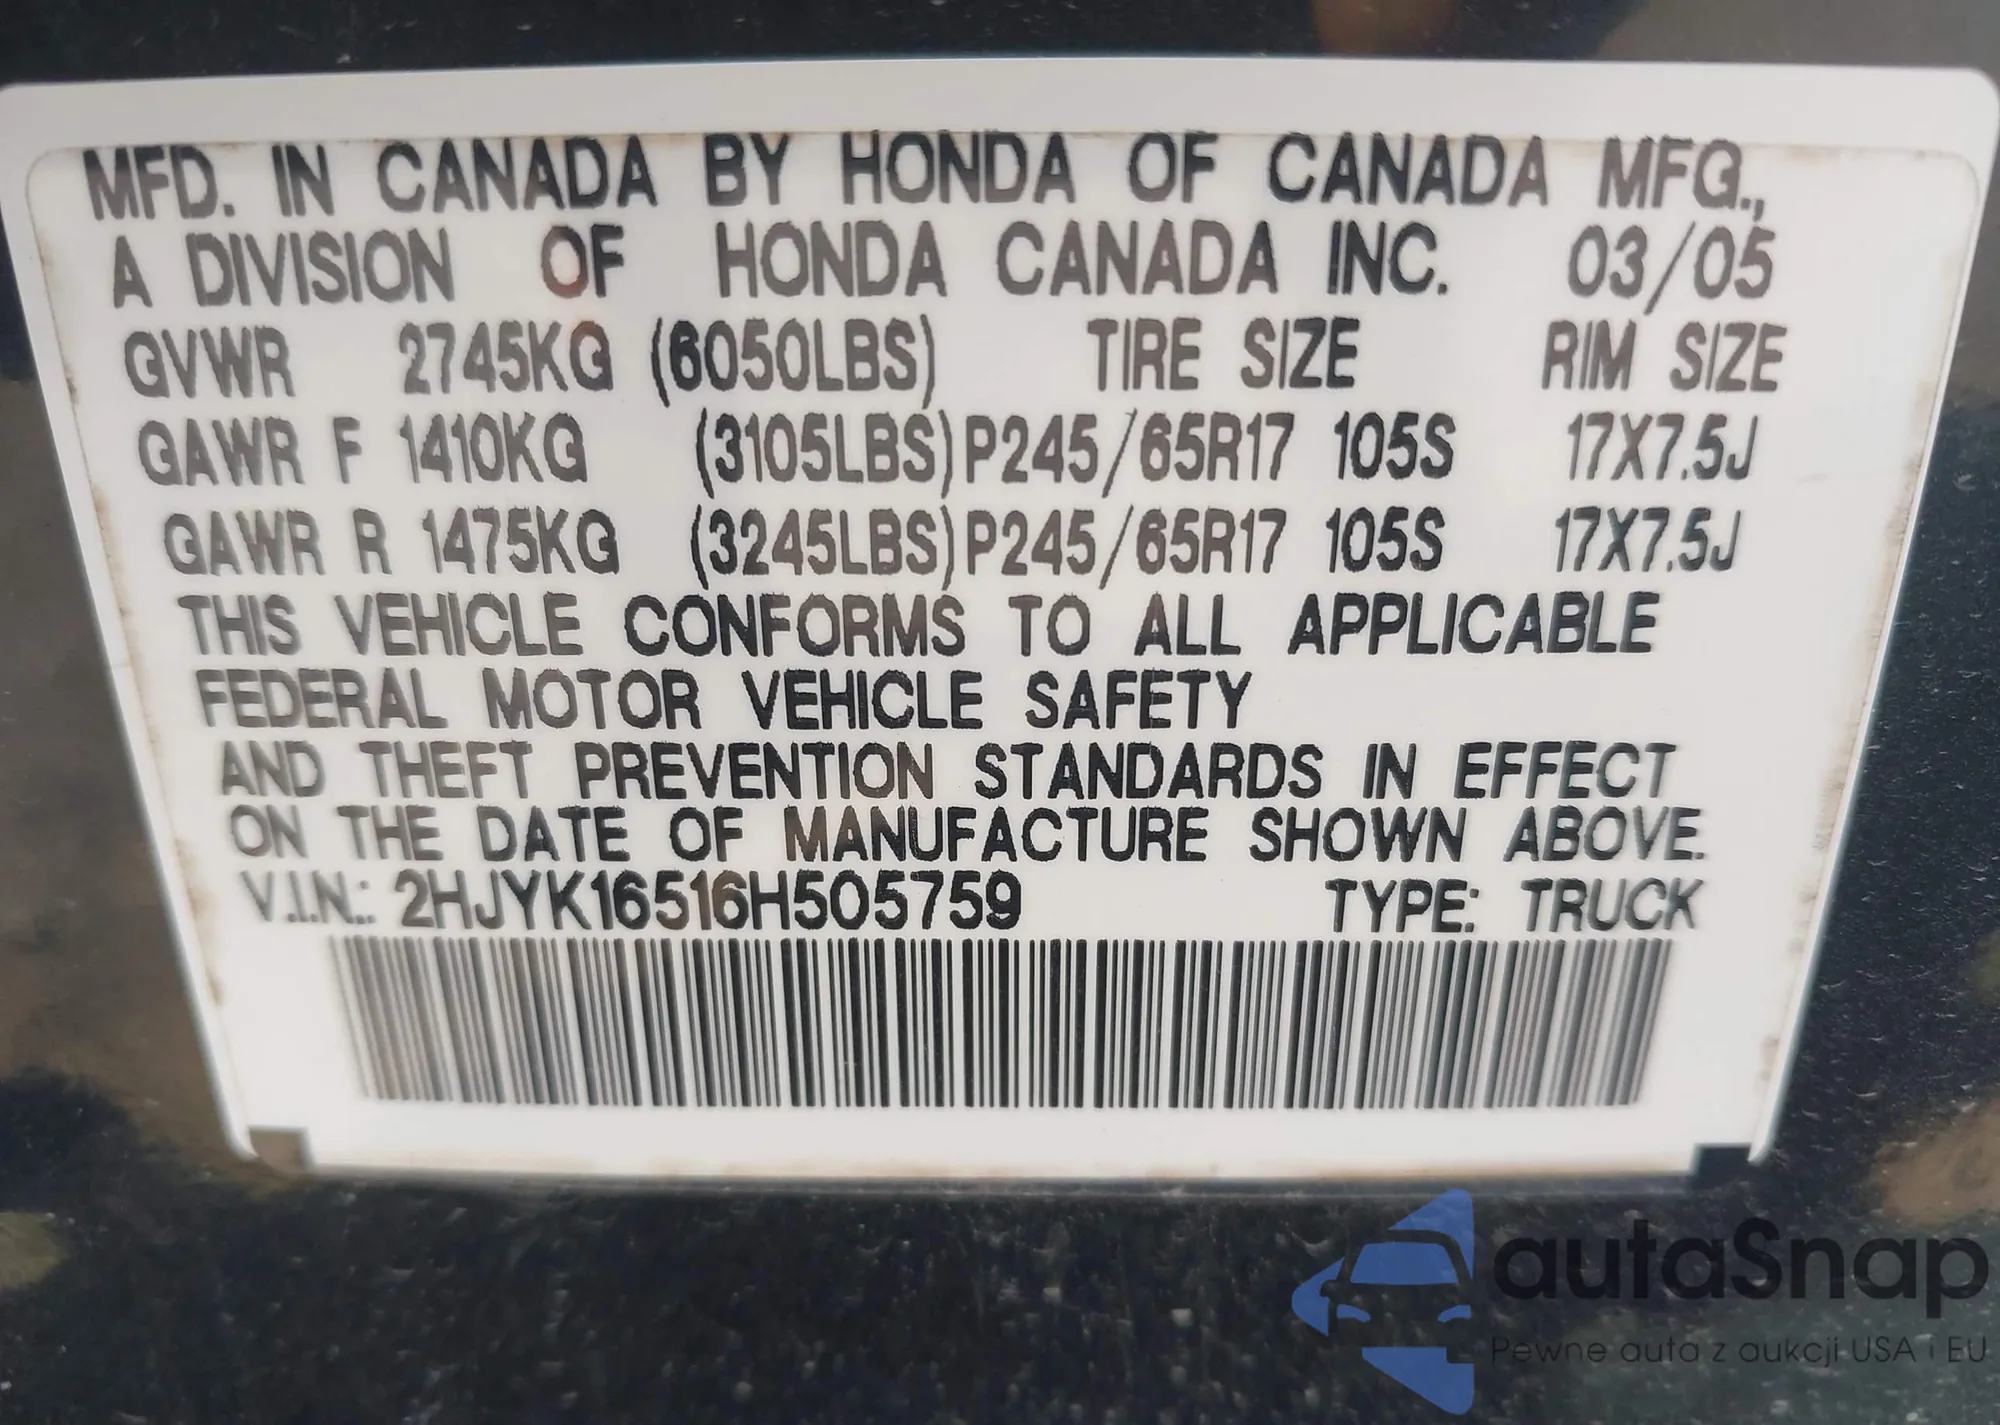 MFD. IN CANADA BY HONDA OF CANADA MFG.,
A DIVISION OF HONDA CANADA INC. 03/05
GVWR 2745KG (6050LBS) TIRE SIZE RIM SIZE
GAWR F 1410KG (3105LBS) P245/65R17 105S 17X7.5J
GAWR R 1475KG (3245LBS) P245/65R17 105S 17X7.5J
THIS VEHICLE CONFORMS TO ALL APPLICABLE
FEDERAL MOTOR VEHICLE SAFETY
AND THEFT PREVENTION STANDARDS IN EFFECT
ON THE DATE OF MANUFACTURE SHOWN ABOVE.
V.I.N.: 2HJYK16516H505759 TYPE: TRUCK
autaSnap
Pewne auta z aukcji USA i EU